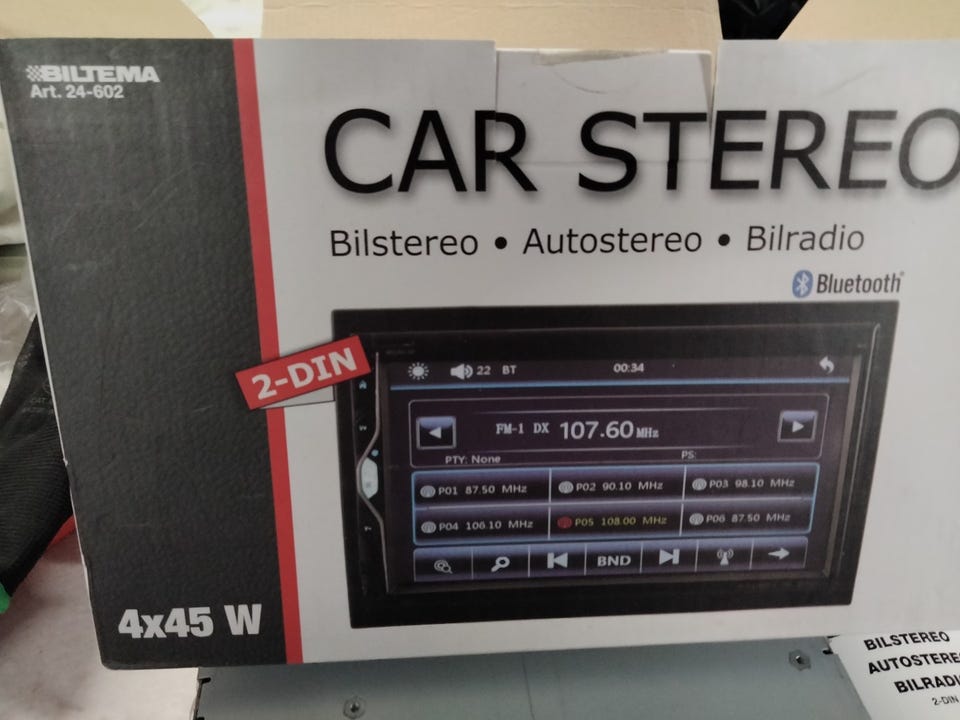 BILTEMA
Art. 24-602
CAR STEREO
Bilstereo • Autostereo • Bilradio
Bluetooth
2-DIN
22 BT 00:34
FM-1 DX 107.60 MHz
PTY: None PS:
P01 87.50 MHz P02 90.10 MHz P03 98.10 MHz
P04 106.10 MHz P05 108.00 MHz P06 87.50 MHz
BND
4x45 W
BILSTEREO
AUTOSTEREO
BILRADIO
2-DIN